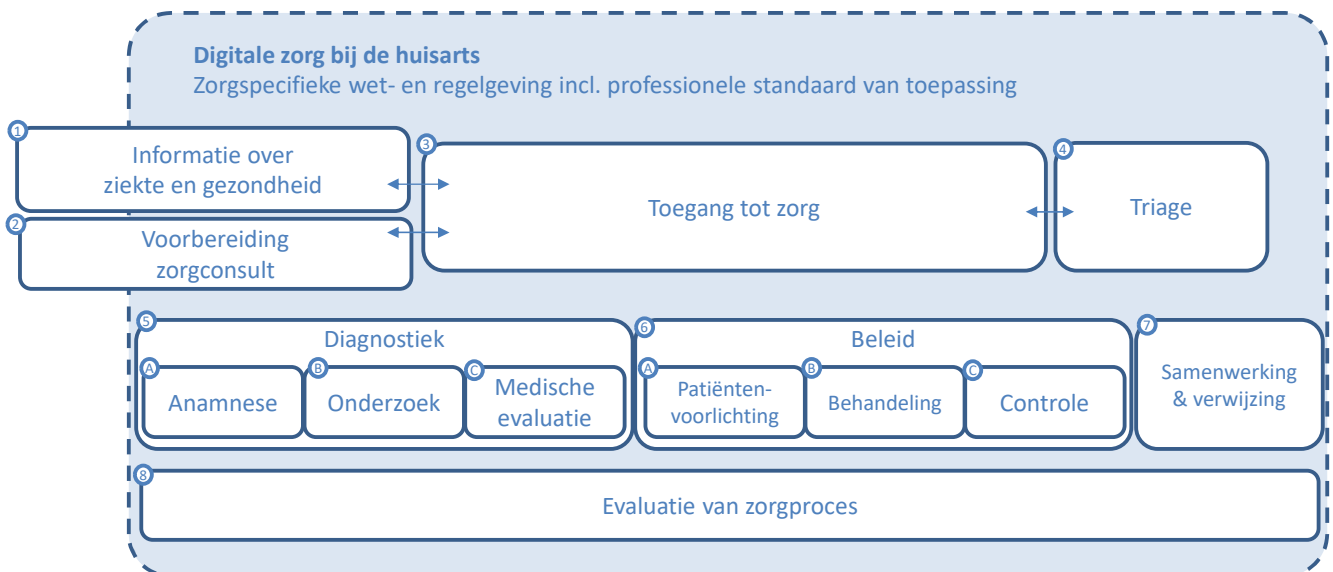 Digitale zorg bij de huisarts
Zorgspecifieke wet- en regelgeving incl. professionele standaard van toepassing
1
Informatie over
ziekte en gezondheid
2
Voorbereiding
zorgconsult
3
Toegang tot zorg
4
Triage
5
Diagnostiek
A
Anamnese
B
Onderzoek
C
Medische
evaluatie
6
Beleid
A
Patiënten-
voorlichting
B
Behandeling
C
Controle
7
Samenwerking
& verwijzing
8
Evaluatie van zorgproces